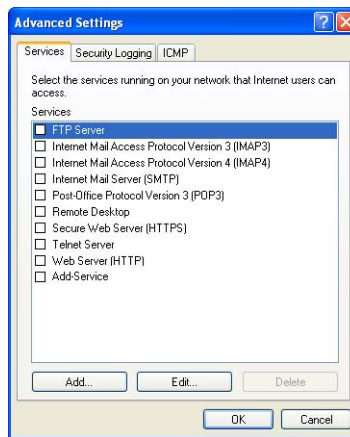 Advanced Settings
Services Security Logging ICMP
Select the services running on your network that Internet users can
access.
Services
FTP Server
Internet Mail Access Protocol Version 3 (IMAP3)
Internet Mail Access Protocol Version 4 (IMAP4)
Internet Mail Server (SMTP)
Post-Office Protocol Version 3 (POP3)
Remote Desktop
Secure Web Server (HTTPS)
Telnet Server
Web Server (HTTP)
Add-Service
Add... Edit... Delete
OK Cancel